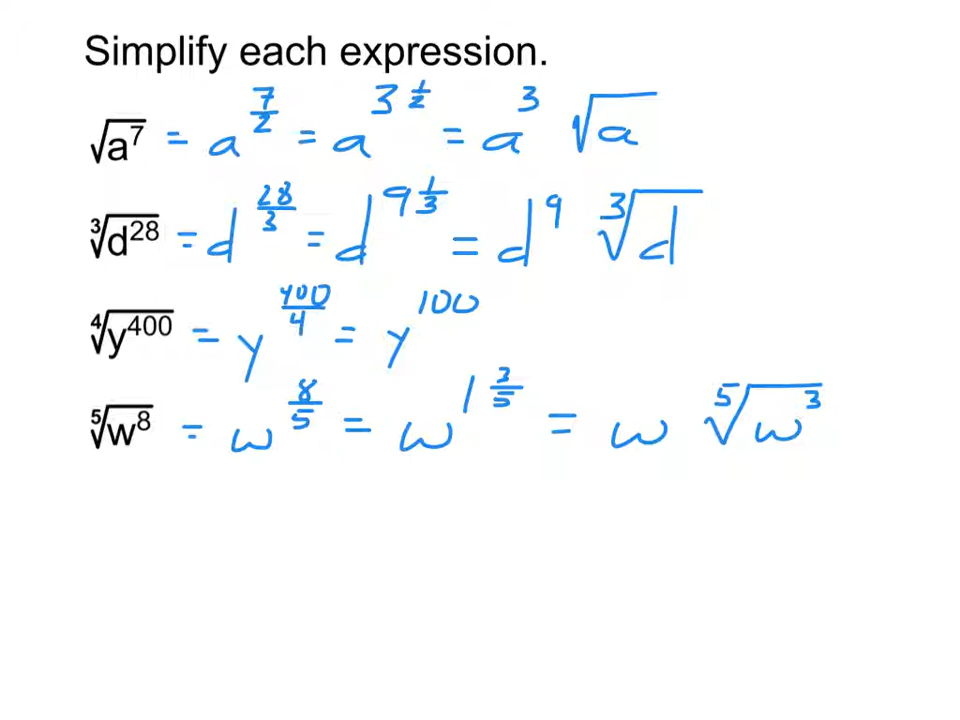 Simplify each expression.
√a⁷ = a^(7/2) = a^(3 1/2) = a³ √a
∛d²⁸ = d^(28/3) = d^(9 1/3) = d⁹ ∛d
∜y⁴⁰⁰ = y^(400/4) = y¹⁰⁰
⁵√w⁸ = w^(8/5) = w^(1 3/5) = w ⁵√w³